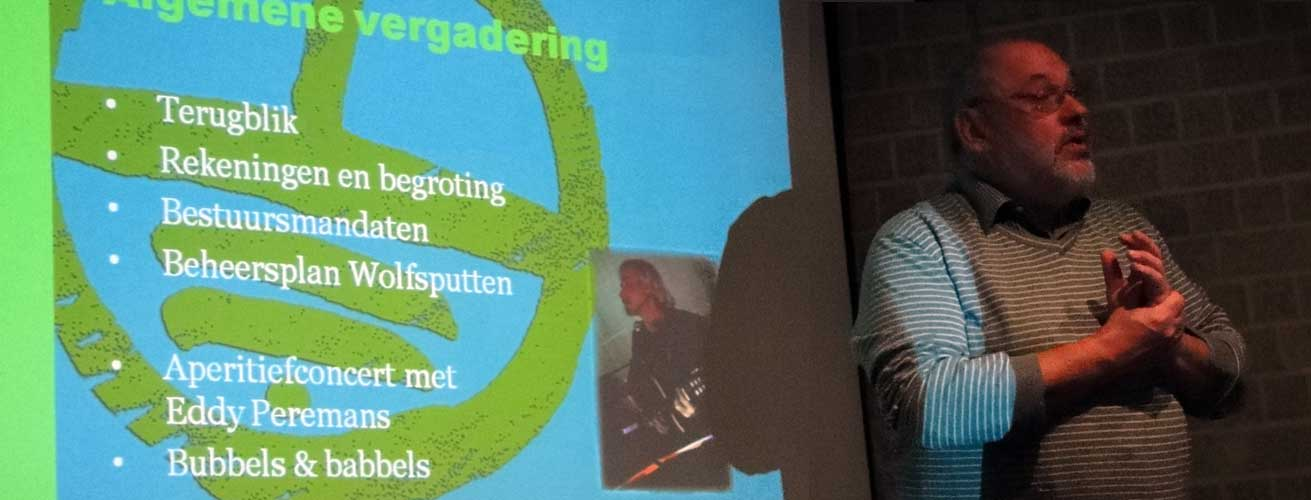 Algemene vergadering
• Terugblik
• Rekeningen en begroting
• Bestuursmandaten
• Beheersplan Wolfsputten
• Aperitiefconcert met
Eddy Peremans
• Bubbels & babbels